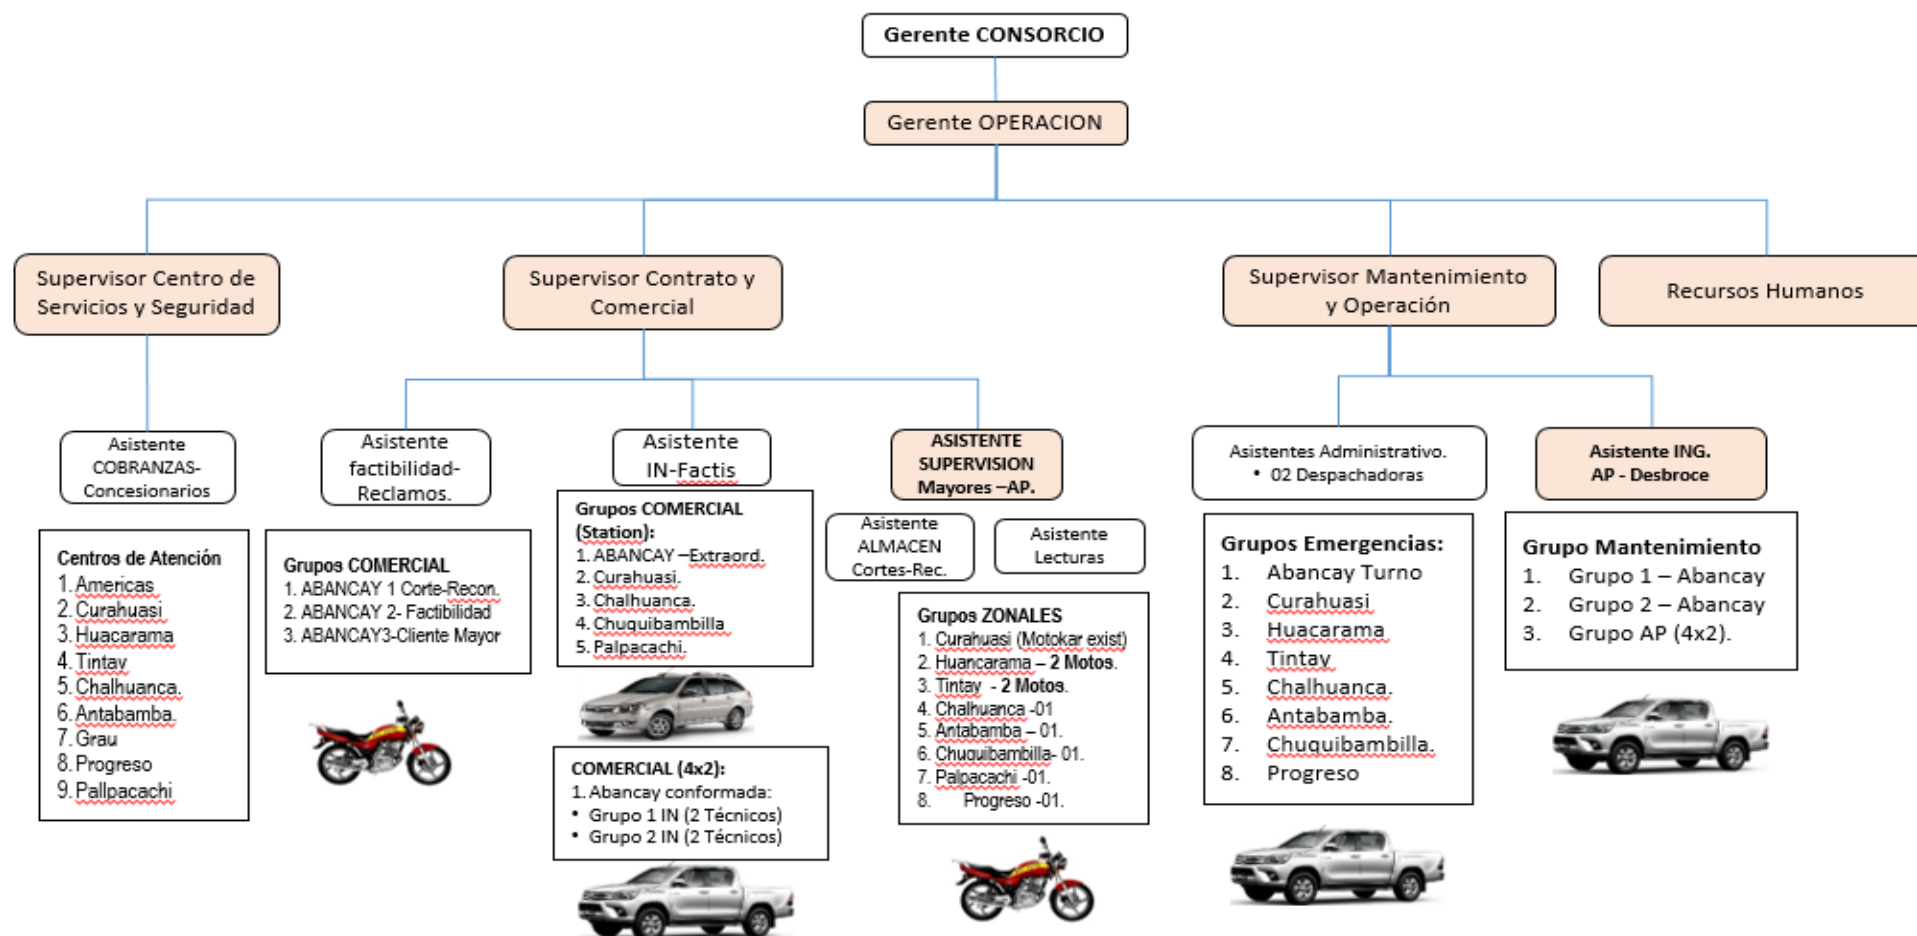 Gerente CONSORCIO
Gerente OPERACION
Supervisor Centro de
Servicios y Seguridad
Supervisor Contrato y
Comercial
Supervisor Mantenimiento
y Operación
Recursos Humanos
Asistente
COBRANZAS-
Concesionarios
Asistente
factibilidad-
Reclamos.
Asistente
IN-Factis
ASISTENTE
SUPERVISION
Mayores –AP.
Asistentes Administrativo.
• 02 Despachadoras
Asistente ING.
AP - Desbroce
Asistente
ALMACEN
Cortes-Rec.
Asistente
Lecturas
Centros de Atención
1. Americas
2. Curahuasi
3. Huacarama
4. Tintay
5. Chalhuanca.
6. Antabamba.
7. Grau
8. Progreso
9. Pallpacachi
Grupos COMERCIAL
1. ABANCAY 1 Corte-Recon.
2. ABANCAY 2- Factibilidad
3. ABANCAY3-Cliente Mayor
Grupos COMERCIAL
(Station):
1. ABANCAY –Extraord.
2. Curahuasi.
3. Chalhuanca.
4. Chuquibambilla
5. Palpacachi.
COMERCIAL (4x2):
1. Abancay conformada:
• Grupo 1 IN (2 Técnicos)
• Grupo 2 IN (2 Técnicos)
Grupos ZONALES
1. Curahuasi (Motokar exist)
2. Huancarama – 2 Motos.
3. Tintay - 2 Motos.
4. Chalhuanca -01
5. Antabamba – 01.
6. Chuquibambilla- 01.
7. Palpacachi -01.
8. Progreso -01.
Grupos Emergencias:
1. Abancay Turno
2. Curahuasi
3. Huacarama
4. Tintay
5. Chalhuanca.
6. Antabamba.
7. Chuquibambilla.
8. Progreso
Grupo Mantenimiento
1. Grupo 1 – Abancay
2. Grupo 2 – Abancay
3. Grupo AP (4x2).